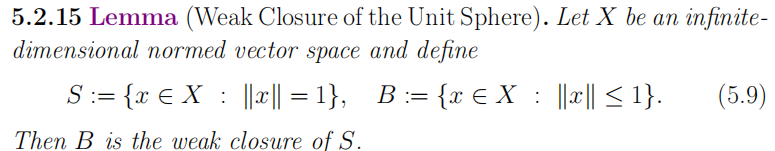 5.2.15 Lemma (Weak Closure of the Unit Sphere). Let X be an infinite-
dimensional normed vector space and define
S := {x ∈ X : ‖x‖ = 1}, B := {x ∈ X : ‖x‖ ≤ 1}. (5.9)
Then B is the weak closure of S.